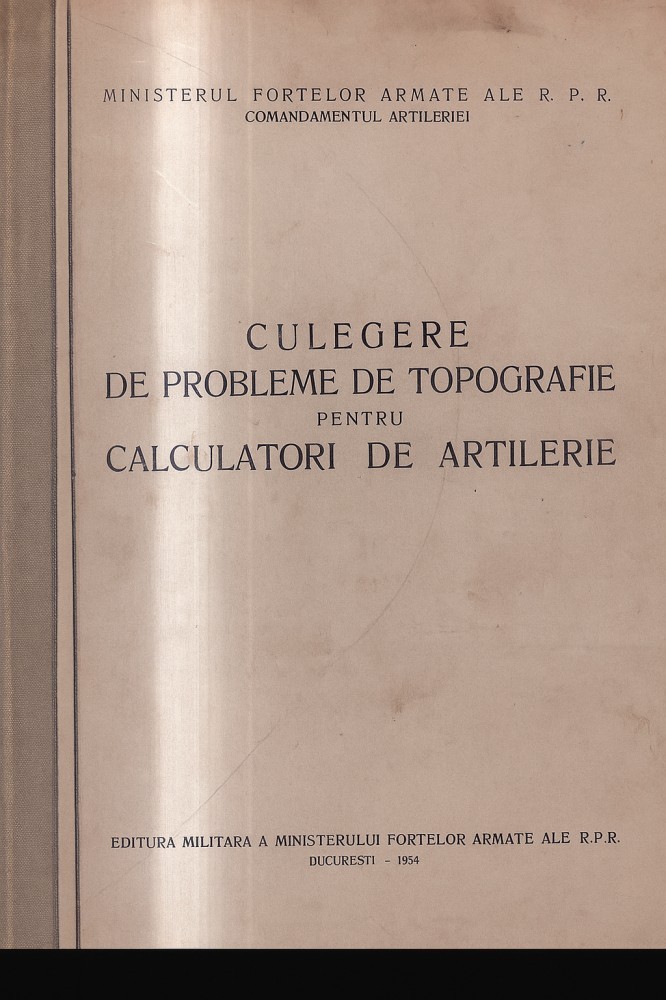 MINISTERUL FORTELOR ARMATE ALE R. P. R.
COMANDAMENTUL ARTILERIEI
CULEGERE
DE PROBLEME DE TOPOGRAFIE
PENTRU
CALCULATORI DE ARTILERIE
EDITURA MILITARA A MINISTERULUI FORTELOR ARMATE ALE R.P.R.
DUCURESTI – 1954